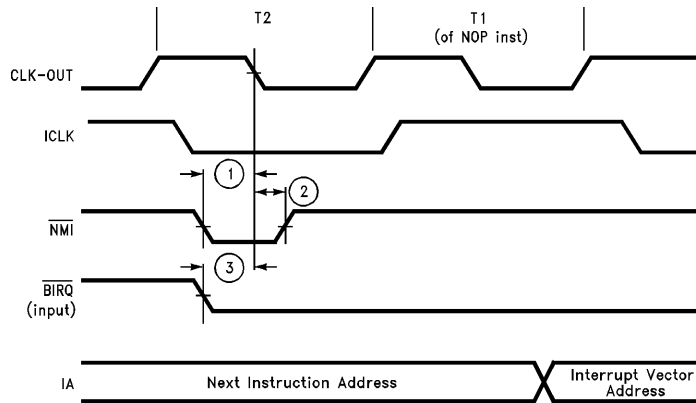 T2
T1
(of NOP inst)
CLK-OUT
ICLK
1
2
NMI
3
BIRQ
(input)
IA
Next Instruction Address
Interrupt Vector
Address